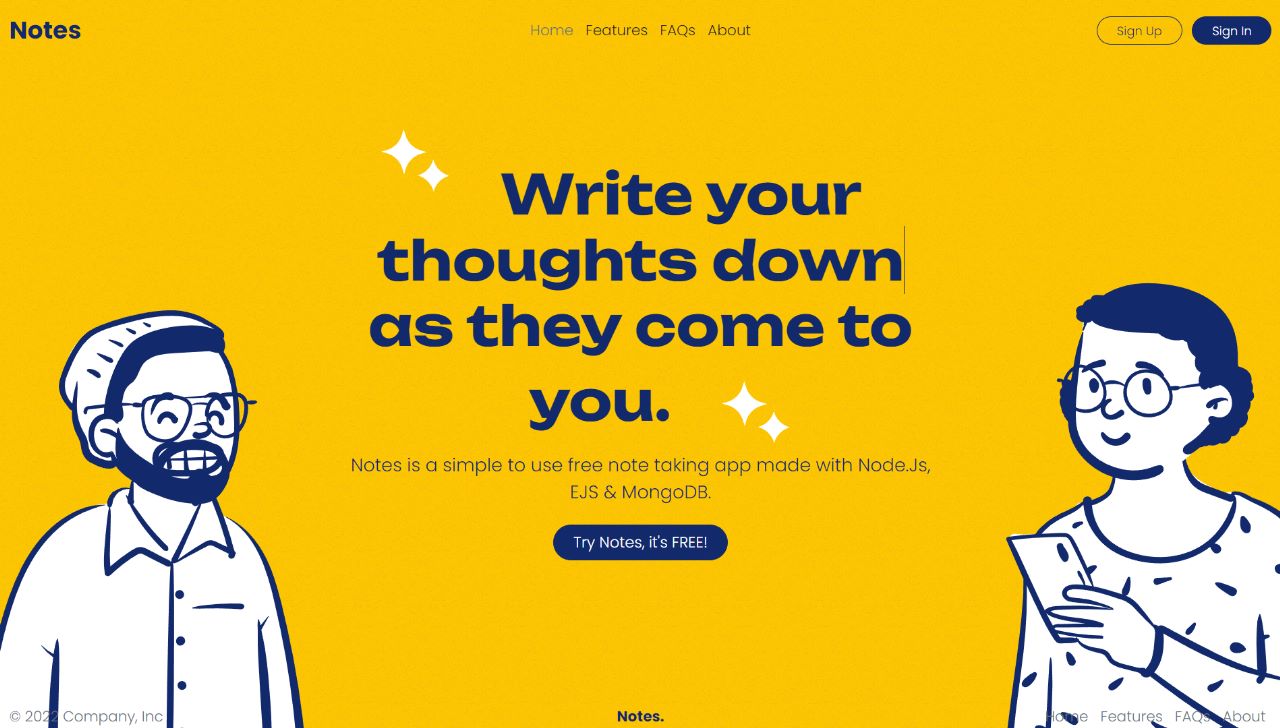 Notes
Home Features FAQs About
Sign Up
Sign In
Write your
thoughts down
as they come to
you.
Notes is a simple to use free note taking app made with Node.Js,
EJS & MongoDB.
Try Notes, it's FREE!
© 2022 Company, Inc
Notes.
Home Features FAQs About